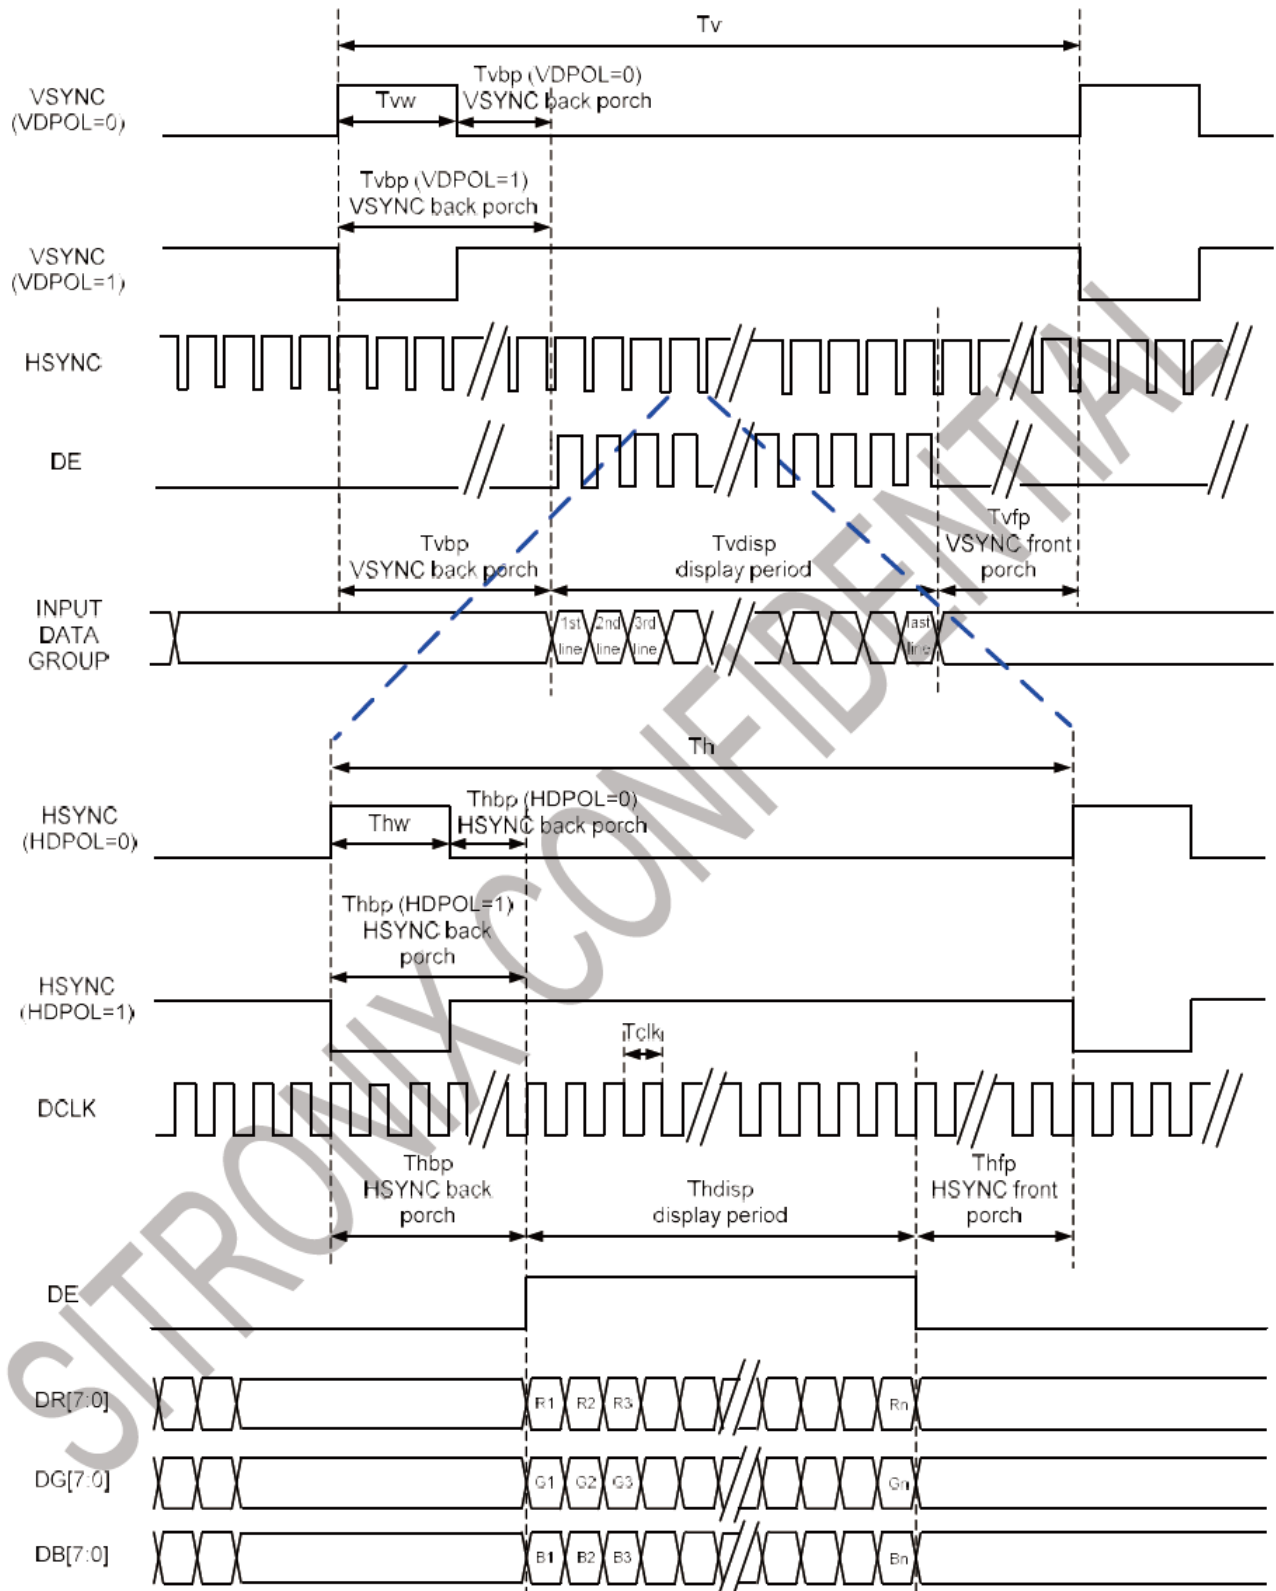 Tv
VSYNC
(VDPOL=0)
Tvw
Tvbp (VDPOL=0)
VSYNC back porch
Tvbp (VDPOL=1)
VSYNC back porch
VSYNC
(VDPOL=1)
HSYNC
DE
Tvbp
VSYNC back porch
Tvdisp
display period
Tvfp
VSYNC front
porch
INPUT
DATA
GROUP
1st
line
2nd
line
3rd
line
last
line
Th
HSYNC
(HDPOL=0)
Thw
Thbp (HDPOL=0)
HSYNC back porch
Thbp (HDPOL=1)
HSYNC back
porch
HSYNC
(HDPOL=1)
Tclk
DCLK
Thbp
HSYNC back
porch
Thdisp
display period
Thfp
HSYNC front
porch
DE
DR[7:0]
R1 R2 R3 Rn
DG[7:0]
G1 G2 G3 Gn
DB[7:0]
B1 B2 B3 Bn
SITRONIX CONFIDENTIAL